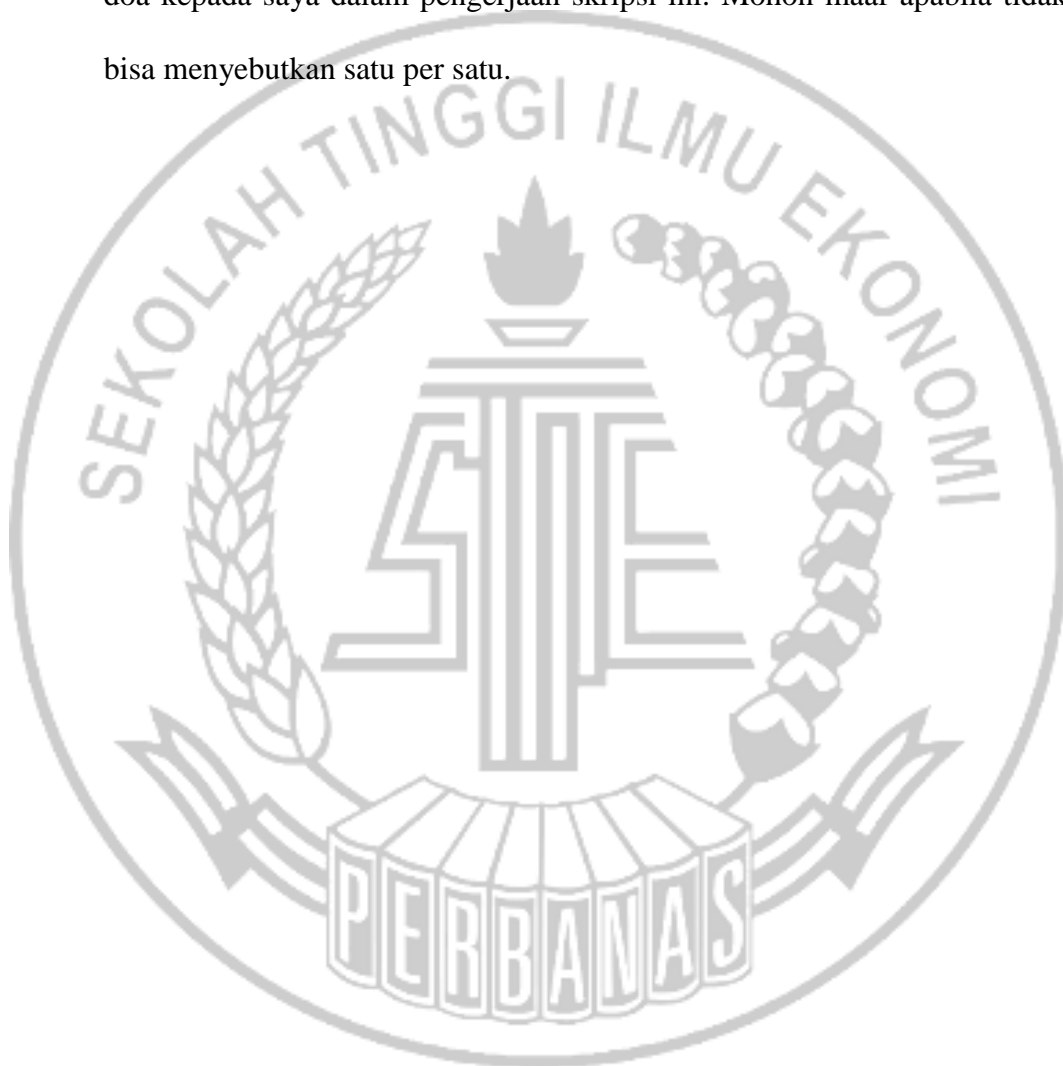 doa kepada saya dalam pengerjaan skripsi ini. Mohon maaf apabila tidak
bisa menyebutkan satu per satu.
SEKOLAH TINGGI ILMU EKONOMI
STIE
PERBANAS